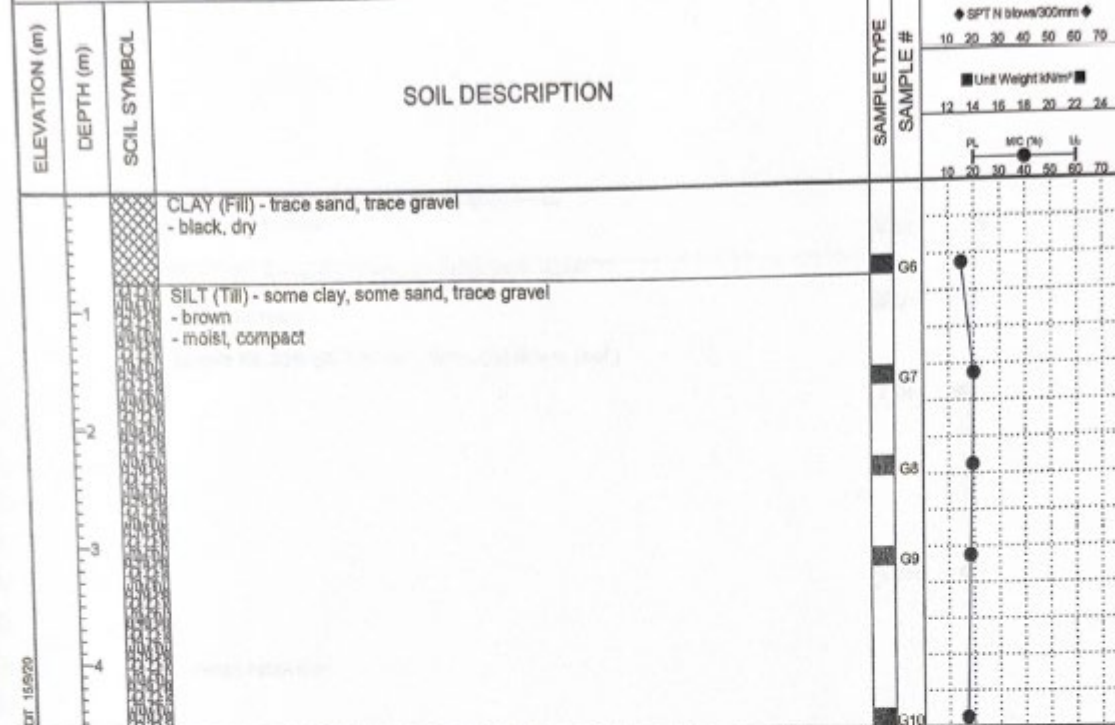 ELEVATION (m)
DEPTH (m)
SOIL SYMBOL
SOIL DESCRIPTION
SAMPLE TYPE
SAMPLE #
SPT N blows/300mm
10 20 30 40 50 60 70
Unit Weight kN/m³
12 14 16 18 20 22 24
PL M/C (%) LL
10 20 30 40 50 60 70
CLAY (Fill) - trace sand, trace gravel
- black, dry
G6
SILT (Till) - some clay, some sand, trace gravel
- brown
- moist, compact
1
G7
2
G8
3
G9
4
15/9/20
G10